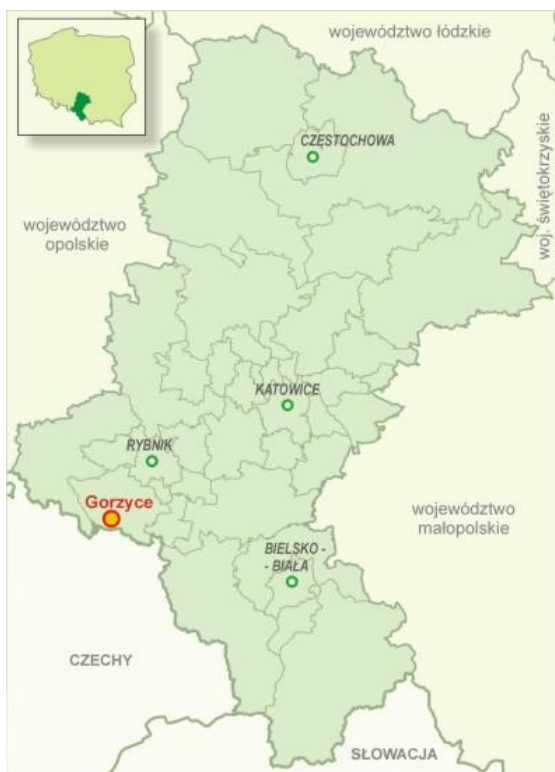 województwo łódzkie
CZĘSTOCHOWA
woj. świętokrzyskie
województwo
opolskie
KATOWICE
RYBNIK
Gorzyce
województwo
małopolskie
BIELSKO -
- BIAŁA
CZECHY
SŁOWACJA